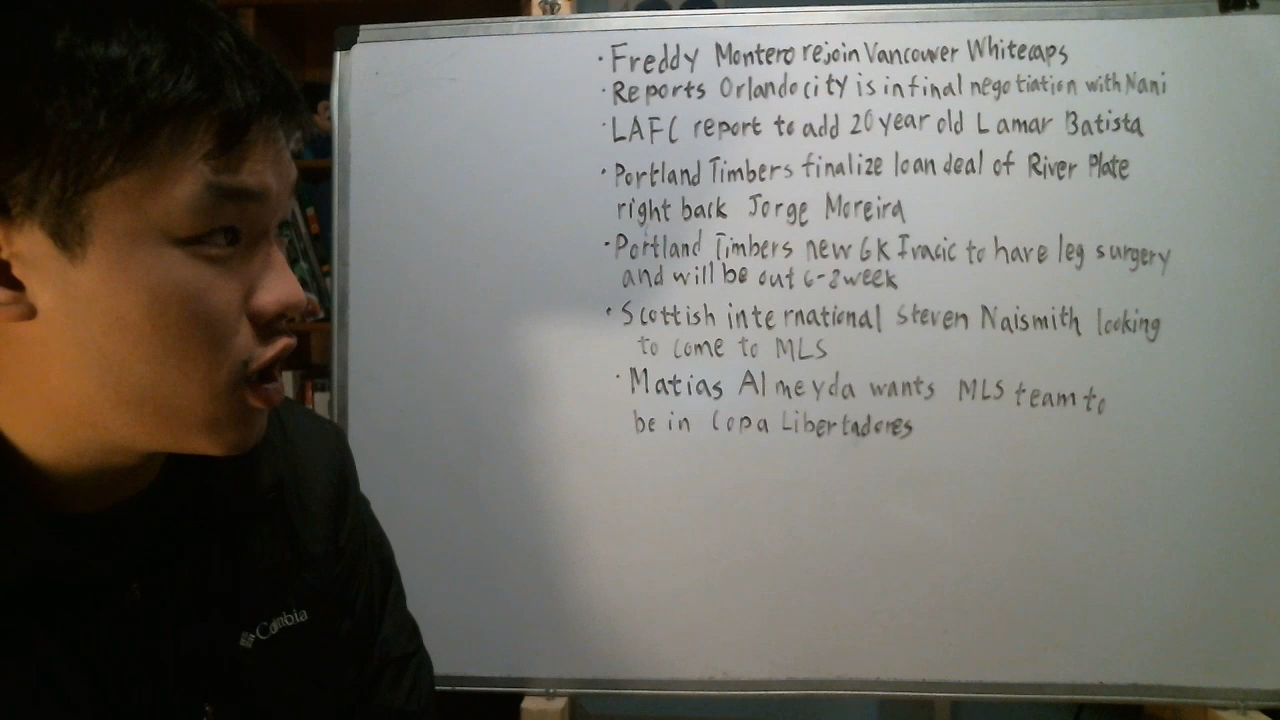 · Freddy Montero rejoin Vancouver Whitecaps
· Reports Orlando city is in final negotiation with Nani
· LAFC report to add 20 year old Lamar Batista
· Portland Timbers finalize loan deal of River Plate
right back Jorge Moreira
· Portland Timbers new GK Ivacic to have leg surgery
and will be out 6-8 week
· Scottish international Steven Naismith looking
to come to MLS
· Matias Almeyda wants MLS team to
be in Copa Libertadores
Columbia